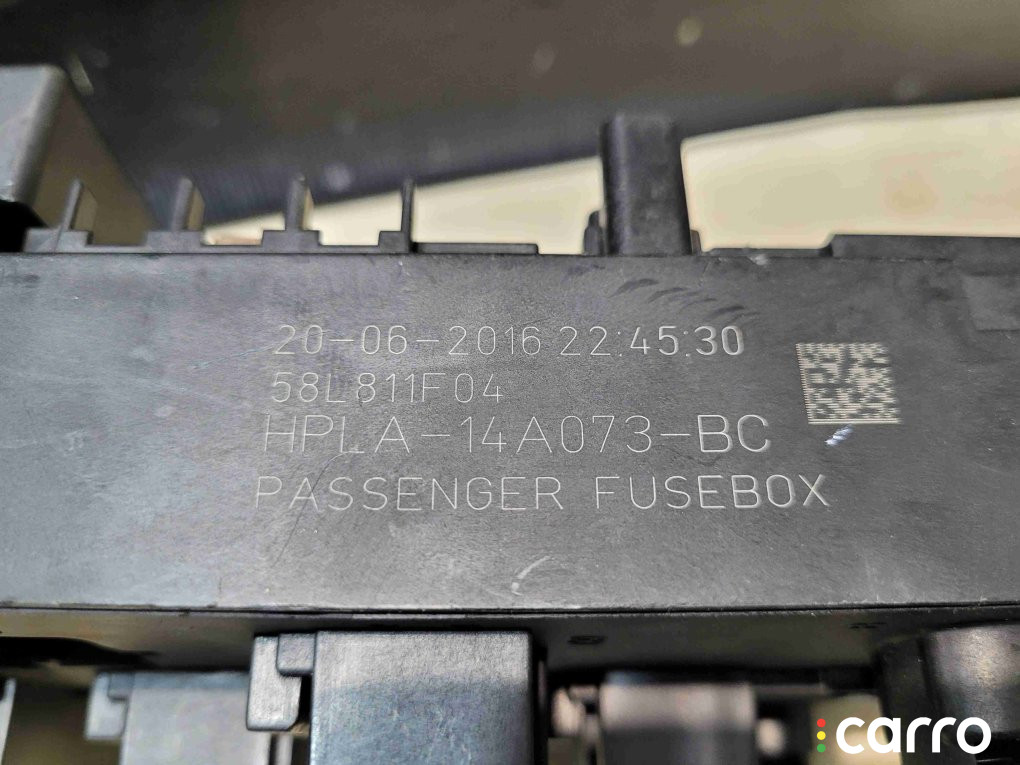 20-06-2016 22:45:30
58L811F04
HPLA-14A073-BC
PASSENGER FUSEBOX
carro